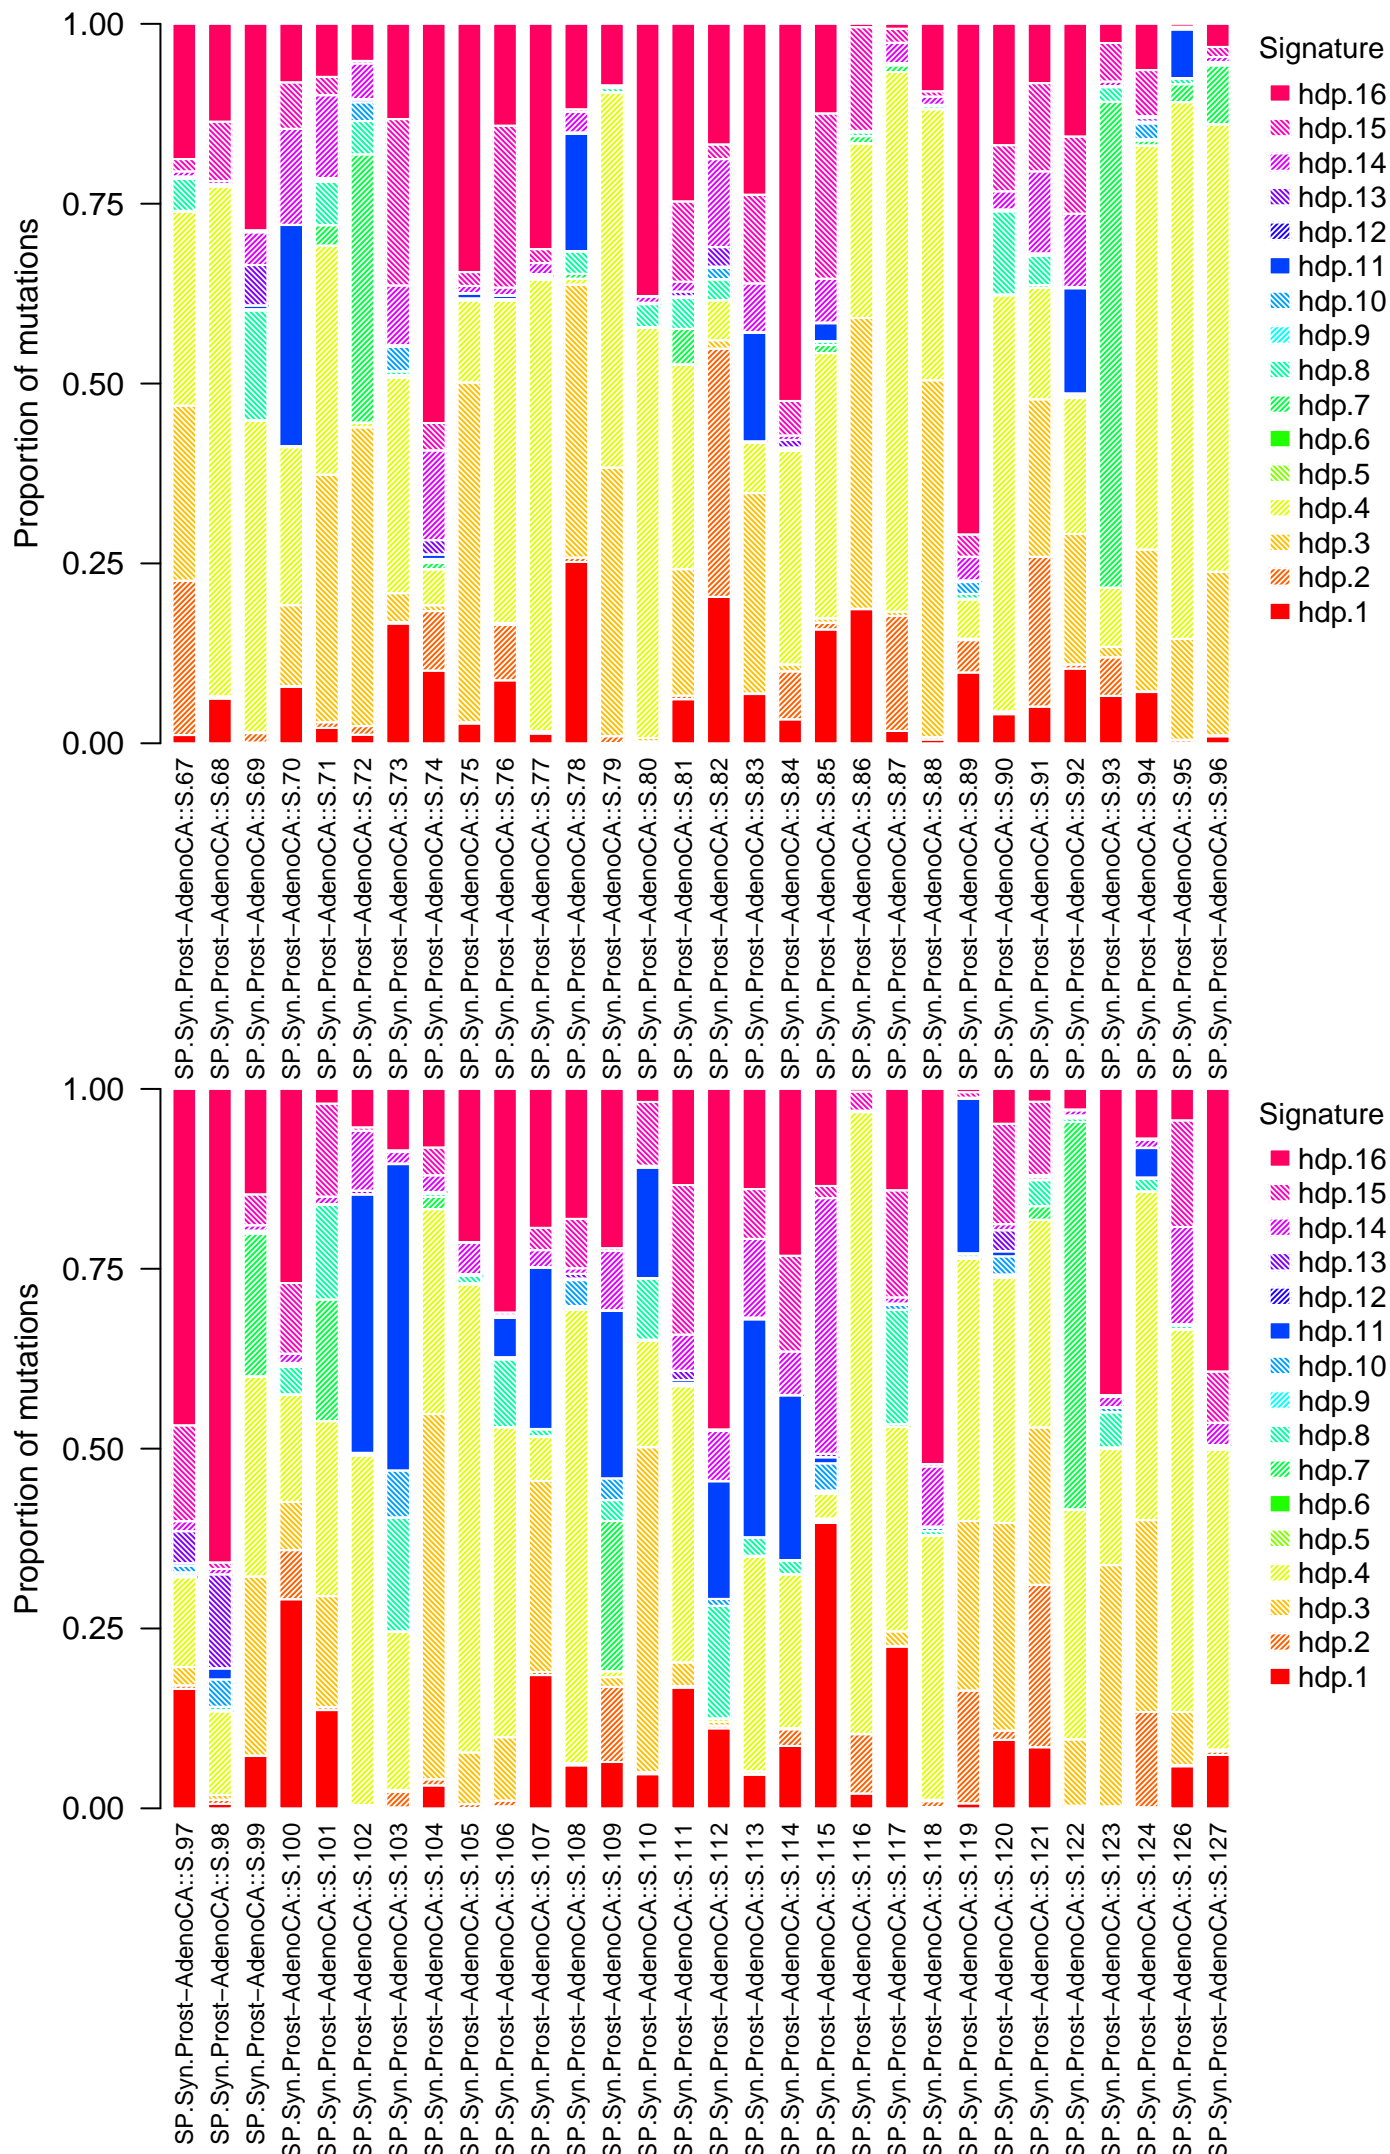 1.00
0.75
0.50
0.25
0.00
Proportion of mutations
SP.Syn.Prost−AdenoCA::S.67
SP.Syn.Prost−AdenoCA::S.68
SP.Syn.Prost−AdenoCA::S.69
SP.Syn.Prost−AdenoCA::S.70
SP.Syn.Prost−AdenoCA::S.71
SP.Syn.Prost−AdenoCA::S.72
SP.Syn.Prost−AdenoCA::S.73
SP.Syn.Prost−AdenoCA::S.74
SP.Syn.Prost−AdenoCA::S.75
SP.Syn.Prost−AdenoCA::S.76
SP.Syn.Prost−AdenoCA::S.77
SP.Syn.Prost−AdenoCA::S.78
SP.Syn.Prost−AdenoCA::S.79
SP.Syn.Prost−AdenoCA::S.80
SP.Syn.Prost−AdenoCA::S.81
SP.Syn.Prost−AdenoCA::S.82
SP.Syn.Prost−AdenoCA::S.83
SP.Syn.Prost−AdenoCA::S.84
SP.Syn.Prost−AdenoCA::S.85
SP.Syn.Prost−AdenoCA::S.86
SP.Syn.Prost−AdenoCA::S.87
SP.Syn.Prost−AdenoCA::S.88
SP.Syn.Prost−AdenoCA::S.89
SP.Syn.Prost−AdenoCA::S.90
SP.Syn.Prost−AdenoCA::S.91
SP.Syn.Prost−AdenoCA::S.92
SP.Syn.Prost−AdenoCA::S.93
SP.Syn.Prost−AdenoCA::S.94
SP.Syn.Prost−AdenoCA::S.95
SP.Syn.Prost−AdenoCA::S.96
Signature
hdp.16
hdp.15
hdp.14
hdp.13
hdp.12
hdp.11
hdp.10
hdp.9
hdp.8
hdp.7
hdp.6
hdp.5
hdp.4
hdp.3
hdp.2
hdp.1
1.00
0.75
0.50
0.25
0.00
Proportion of mutations
SP.Syn.Prost−AdenoCA::S.97
SP.Syn.Prost−AdenoCA::S.98
SP.Syn.Prost−AdenoCA::S.99
SP.Syn.Prost−AdenoCA::S.100
SP.Syn.Prost−AdenoCA::S.101
SP.Syn.Prost−AdenoCA::S.102
SP.Syn.Prost−AdenoCA::S.103
SP.Syn.Prost−AdenoCA::S.104
SP.Syn.Prost−AdenoCA::S.105
SP.Syn.Prost−AdenoCA::S.106
SP.Syn.Prost−AdenoCA::S.107
SP.Syn.Prost−AdenoCA::S.108
SP.Syn.Prost−AdenoCA::S.109
SP.Syn.Prost−AdenoCA::S.110
SP.Syn.Prost−AdenoCA::S.111
SP.Syn.Prost−AdenoCA::S.112
SP.Syn.Prost−AdenoCA::S.113
SP.Syn.Prost−AdenoCA::S.114
SP.Syn.Prost−AdenoCA::S.115
SP.Syn.Prost−AdenoCA::S.116
SP.Syn.Prost−AdenoCA::S.117
SP.Syn.Prost−AdenoCA::S.118
SP.Syn.Prost−AdenoCA::S.119
SP.Syn.Prost−AdenoCA::S.120
SP.Syn.Prost−AdenoCA::S.121
SP.Syn.Prost−AdenoCA::S.122
SP.Syn.Prost−AdenoCA::S.123
SP.Syn.Prost−AdenoCA::S.124
SP.Syn.Prost−AdenoCA::S.126
SP.Syn.Prost−AdenoCA::S.127
Signature
hdp.16
hdp.15
hdp.14
hdp.13
hdp.12
hdp.11
hdp.10
hdp.9
hdp.8
hdp.7
hdp.6
hdp.5
hdp.4
hdp.3
hdp.2
hdp.1